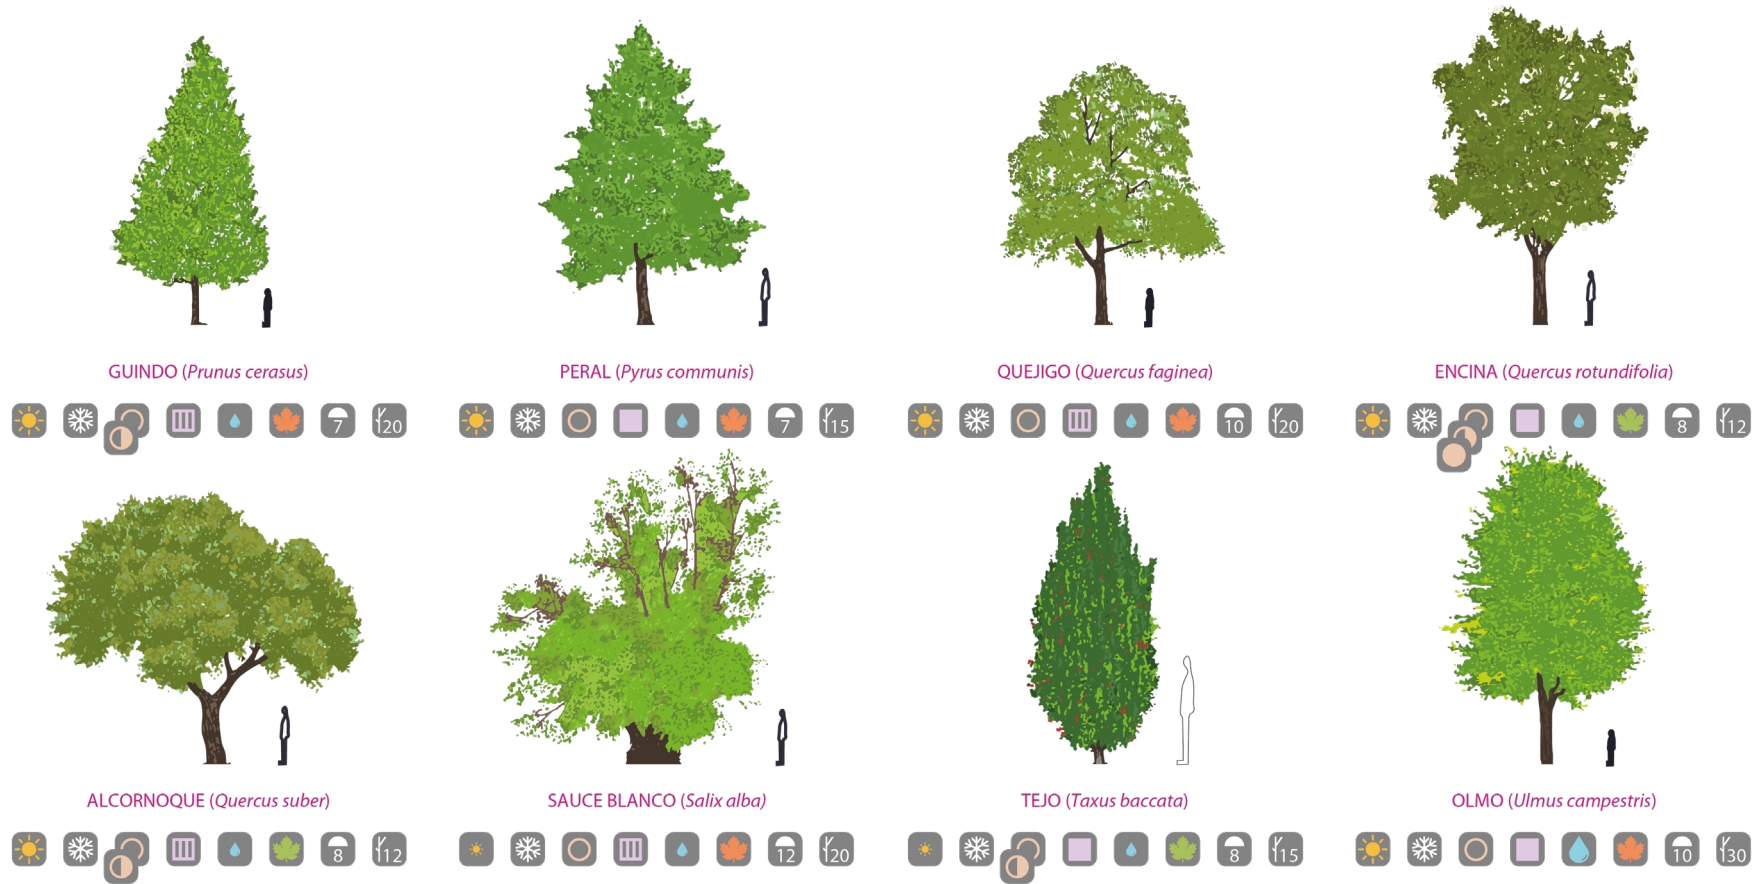 GUINDO (Prunus cerasus)
PERAL (Pyrus communis)
QUEJIGO (Quercus faginea)
ENCINA (Quercus rotundifolia)
7 20
7 15
10 20
8 12
ALCORNOQUE (Quercus suber)
SAUCE BLANCO (Salix alba)
TEJO (Taxus baccata)
OLMO (Ulmus campestris)
8 12
12 20
8 15
10 30